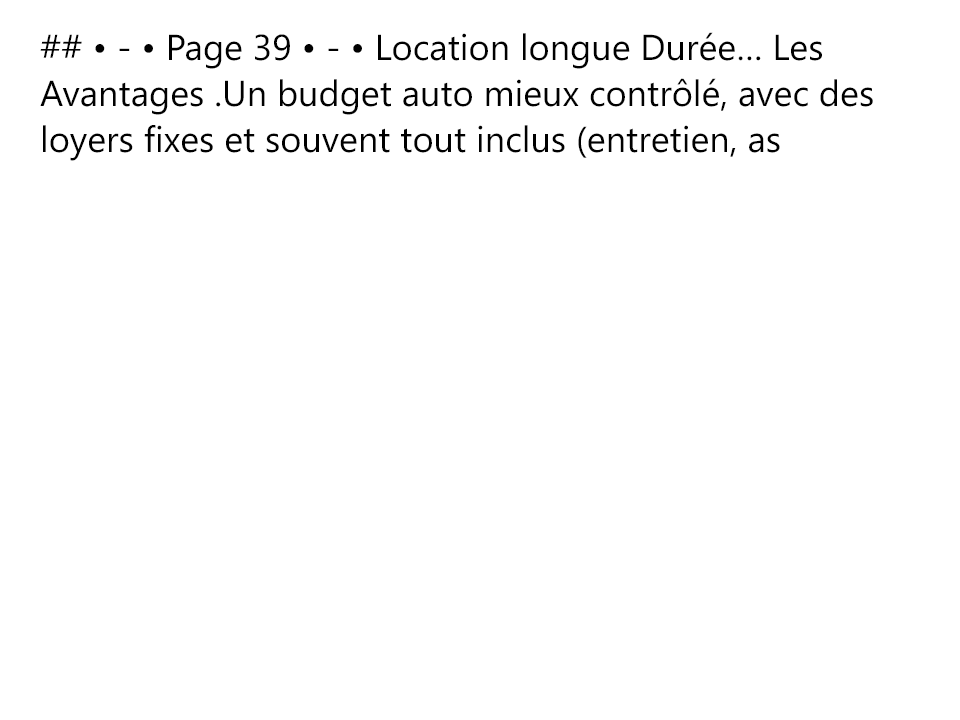 ## • - • Page 39 • - • Location longue Durée... Les
Avantages .Un budget auto mieux contrôlé, avec des
loyers fixes et souvent tout inclus (entretien, as